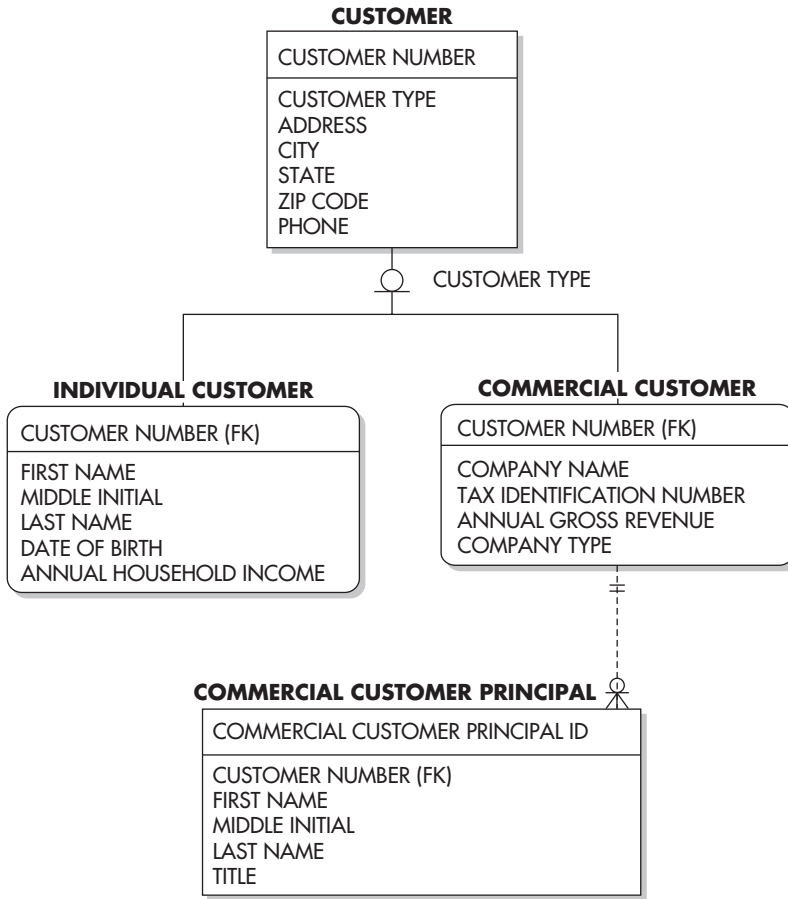 CUSTOMER
CUSTOMER NUMBER
CUSTOMER TYPE
ADDRESS
CITY
STATE
ZIP CODE
PHONE
CUSTOMER TYPE
INDIVIDUAL CUSTOMER
CUSTOMER NUMBER (FK)
FIRST NAME
MIDDLE INITIAL
LAST NAME
DATE OF BIRTH
ANNUAL HOUSEHOLD INCOME
COMMERCIAL CUSTOMER
CUSTOMER NUMBER (FK)
COMPANY NAME
TAX IDENTIFICATION NUMBER
ANNUAL GROSS REVENUE
COMPANY TYPE
COMMERCIAL CUSTOMER PRINCIPAL
COMMERCIAL CUSTOMER PRINCIPAL ID
CUSTOMER NUMBER (FK)
FIRST NAME
MIDDLE INITIAL
LAST NAME
TITLE